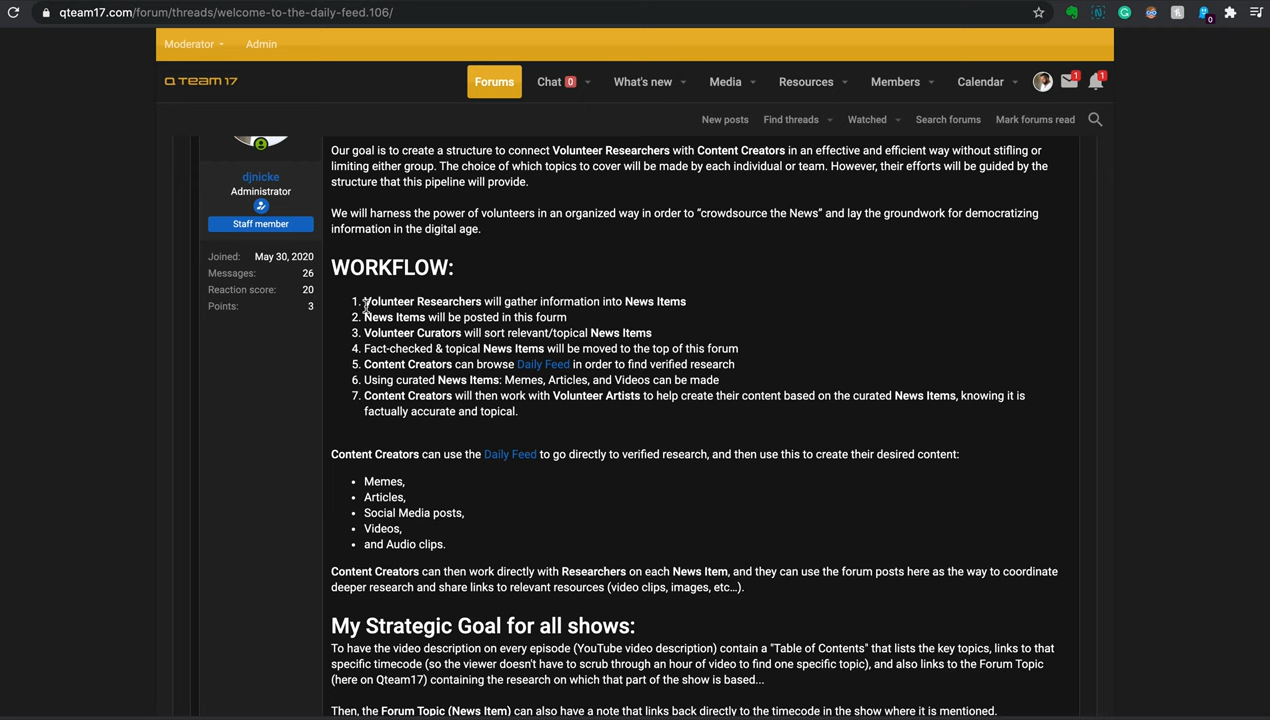 qteam17.com/forum/threads/welcome-to-the-daily-feed.106/
0
Moderator Admin
Q TEAM 17
Forums Chat 0 What's new Media Resources Members Calendar 1 1
New posts Find threads Watched Search forums Mark forums read
Our goal is to create a structure to connect Volunteer Researchers with Content Creators in an effective and efficient way without stifling or
limiting either group. The choice of which topics to cover will be made by each individual or team. However, their efforts will be guided by the
structure that this pipeline will provide.
djnicke
Administrator
Staff member
Joined: May 30, 2020
Messages: 26
Reaction score: 20
Points: 3
We will harness the power of volunteers in an organized way in order to “crowdsource the News” and lay the groundwork for democratizing
information in the digital age.
WORKFLOW:
1. Volunteer Researchers will gather information into News Items
2. News Items will be posted in this fourm
3. Volunteer Curators will sort relevant/topical News Items
4. Fact-checked & topical News Items will be moved to the top of this forum
5. Content Creators can browse Daily Feed in order to find verified research
6. Using curated News Items: Memes, Articles, and Videos can be made
7. Content Creators will then work with Volunteer Artists to help create their content based on the curated News Items, knowing it is
factually accurate and topical.
Content Creators can use the Daily Feed to go directly to verified research, and then use this to create their desired content:
• Memes,
• Articles,
• Social Media posts,
• Videos,
• and Audio clips.
Content Creators can then work directly with Researchers on each News Item, and they can use the forum posts here as the way to coordinate
deeper research and share links to relevant resources (video clips, images, etc…).
My Strategic Goal for all shows:
To have the video description on every episode (YouTube video description) contain a "Table of Contents" that lists the key topics, links to that
specific timecode (so the viewer doesn't have to scrub through an hour of video to find one specific topic), and also links to the Forum Topic
(here on Qteam17) containing the research on which that part of the show is based...
Then, the Forum Topic (News Item) can also have a note that links back directly to the timecode in the show where it is mentioned.